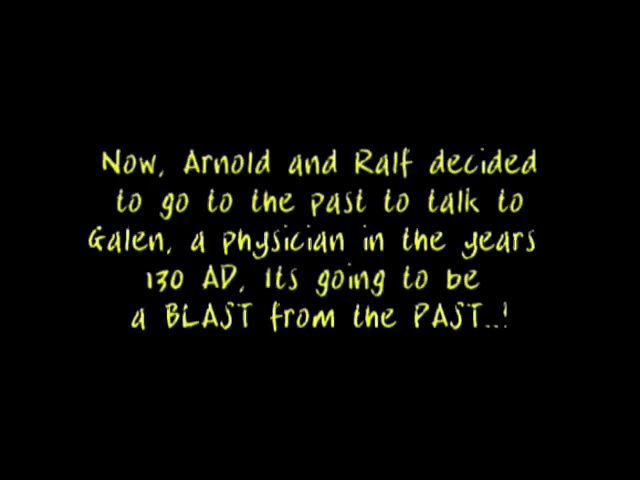 Now, Arnold and Ralf decided
to go to the past to talk to
Galen, a physician in the years
130 AD, Its going to be
a BLAST from the PAST..!